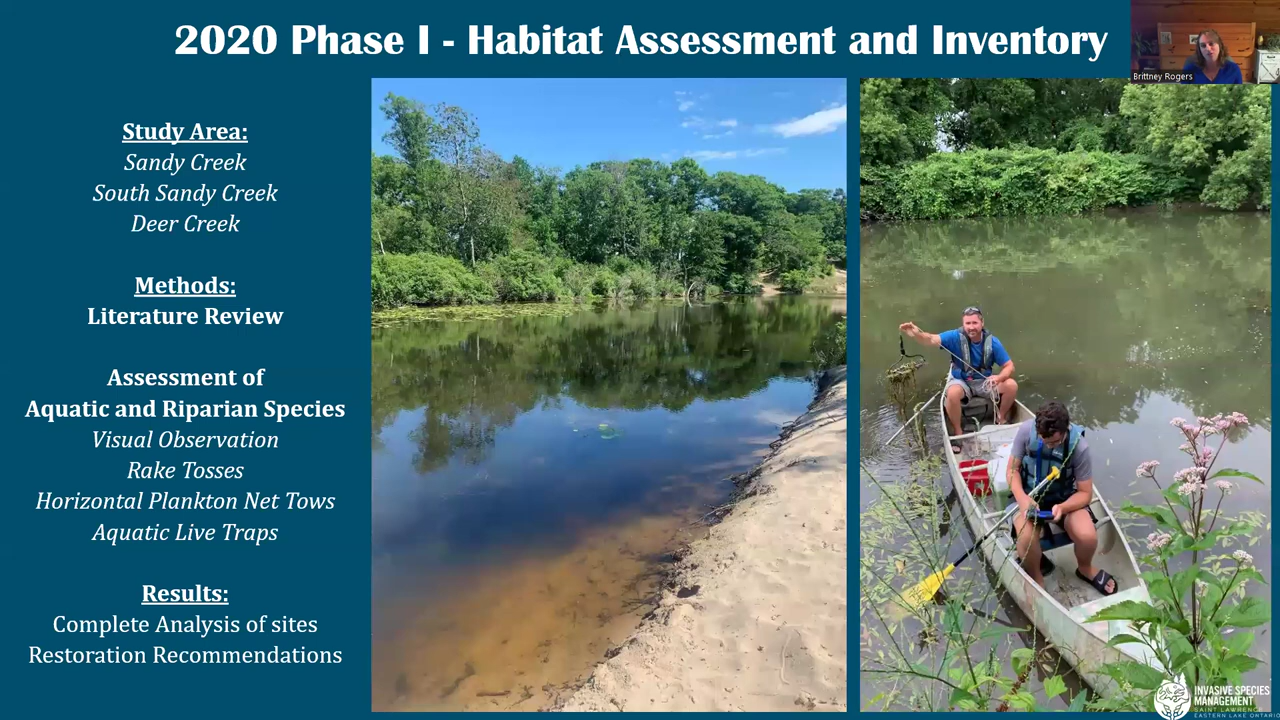 2020 Phase I - Habitat Assessment and Inventory
Brittney Rogers
Study Area:
Sandy Creek
South Sandy Creek
Deer Creek
Methods:
Literature Review
Assessment of
Aquatic and Riparian Species
Visual Observation
Rake Tosses
Horizontal Plankton Net Tows
Aquatic Live Traps
Results:
Complete Analysis of sites
Restoration Recommendations
INVASIVE SPECIES
MANAGEMENT
SAINT LAWRENCE
EASTERN LAKE ONTARIO